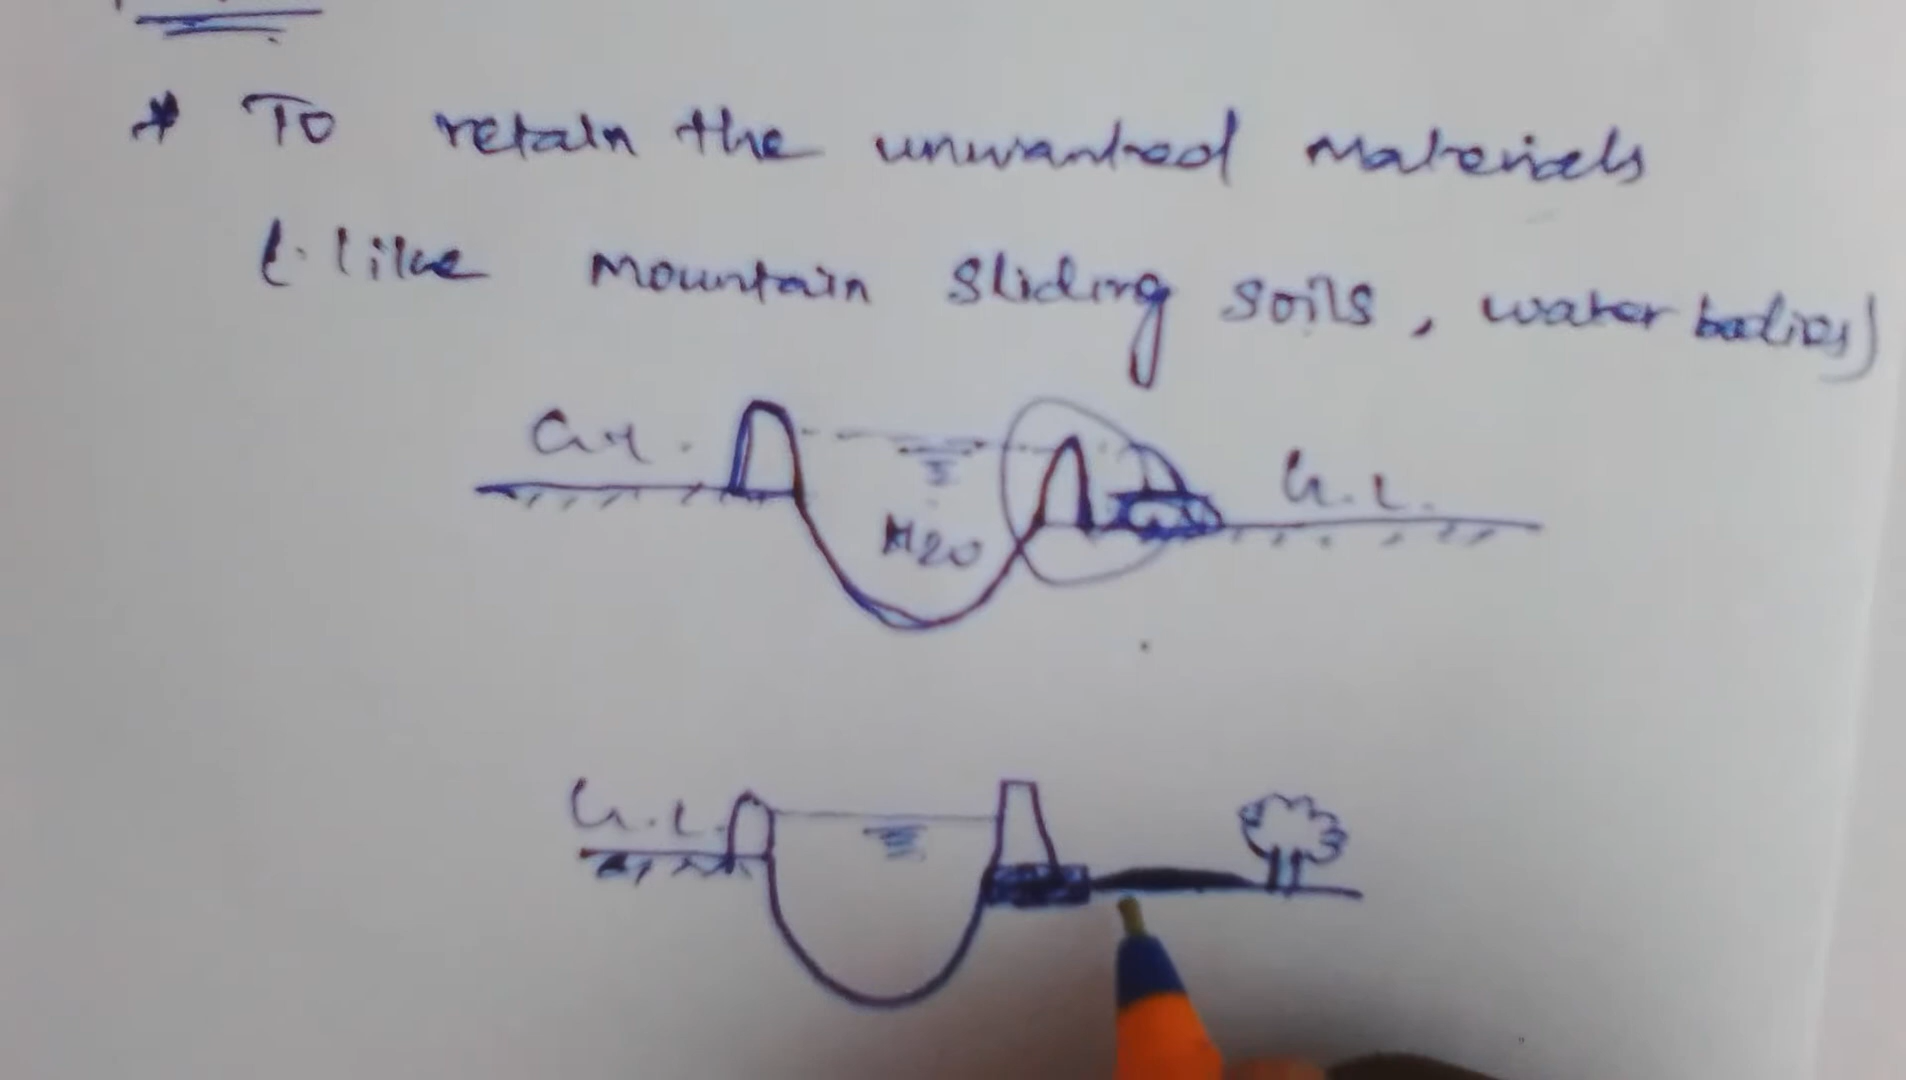 * To retain the unwanted materials
(. like mountain sliding soils, water bodies)
G.L. G.L.
H2O
G.L.